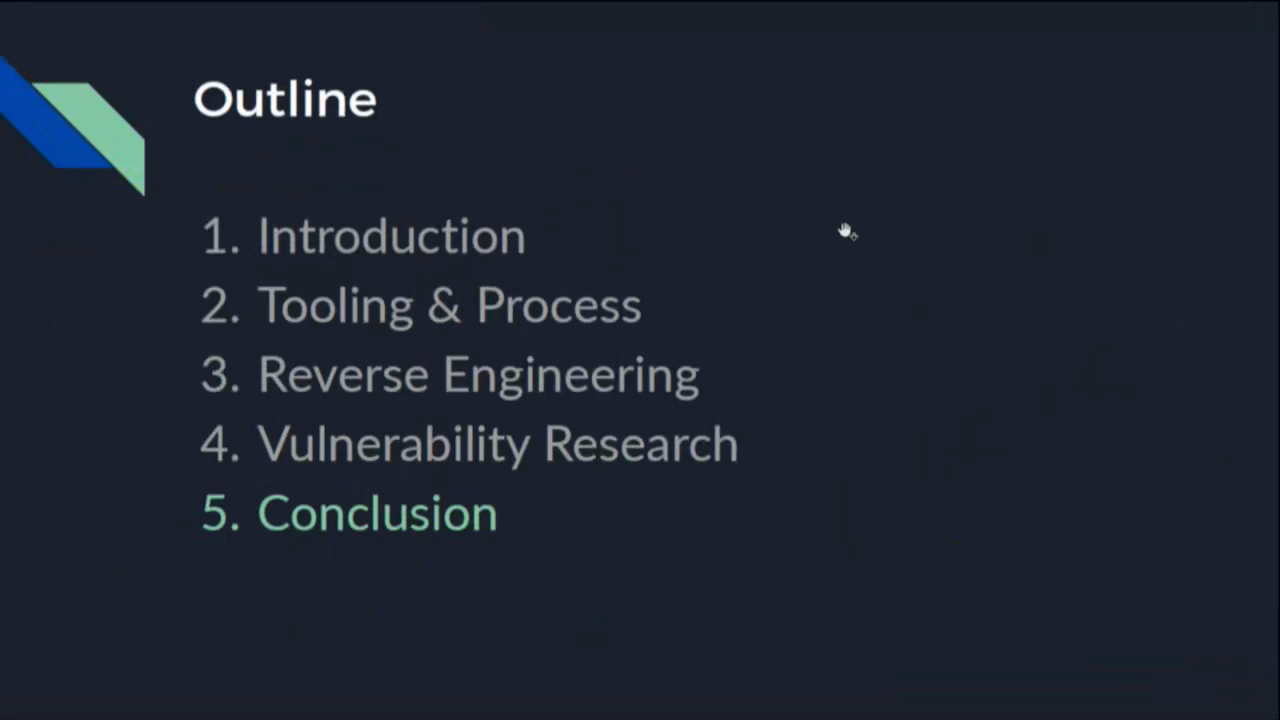 Outline
1. Introduction
2. Tooling & Process
3. Reverse Engineering
4. Vulnerability Research
5. Conclusion